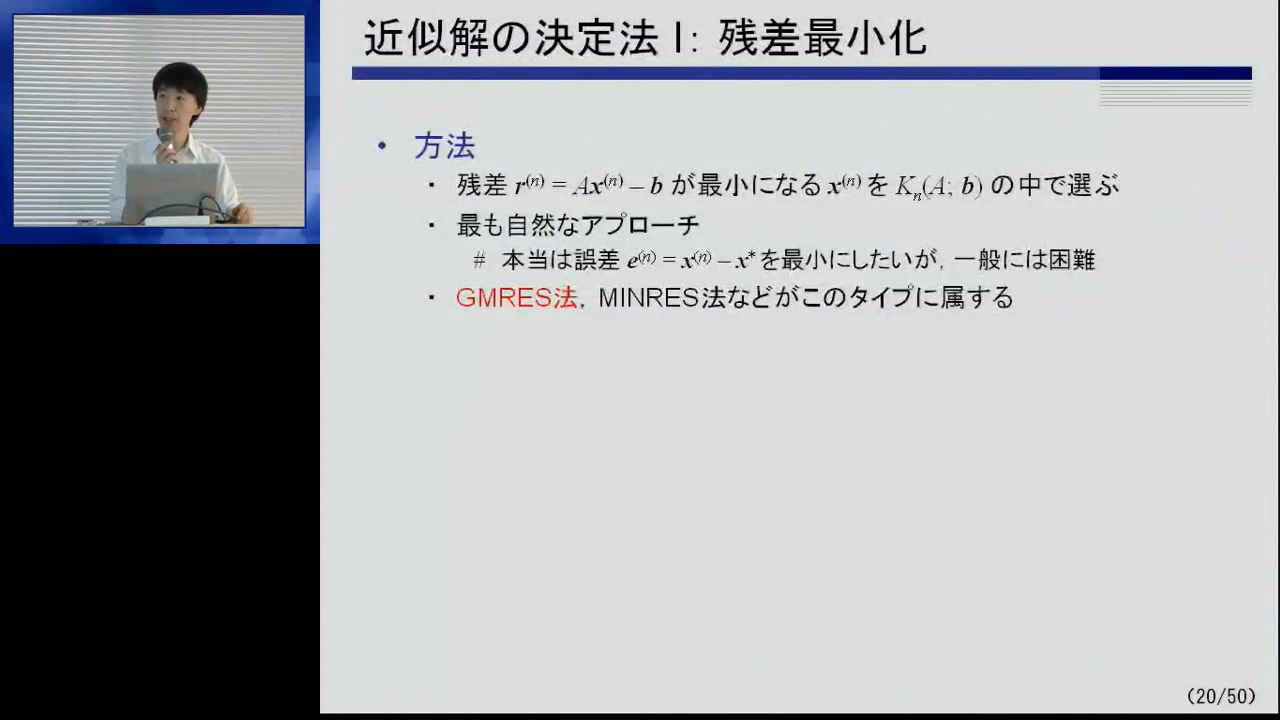 近似解の決定法 I: 残差最小化
• 方法
・ 残差 r⁽ⁿ⁾ = Ax⁽ⁿ⁾ – b が最小になる x⁽ⁿ⁾ を Kₙ(A; b) の中で選ぶ
・ 最も自然なアプローチ
# 本当は誤差 e⁽ⁿ⁾ = x⁽ⁿ⁾ – x* を最小にしたいが，一般には困難
・ GMRES法，MINRES法などがこのタイプに属する
(20/50)